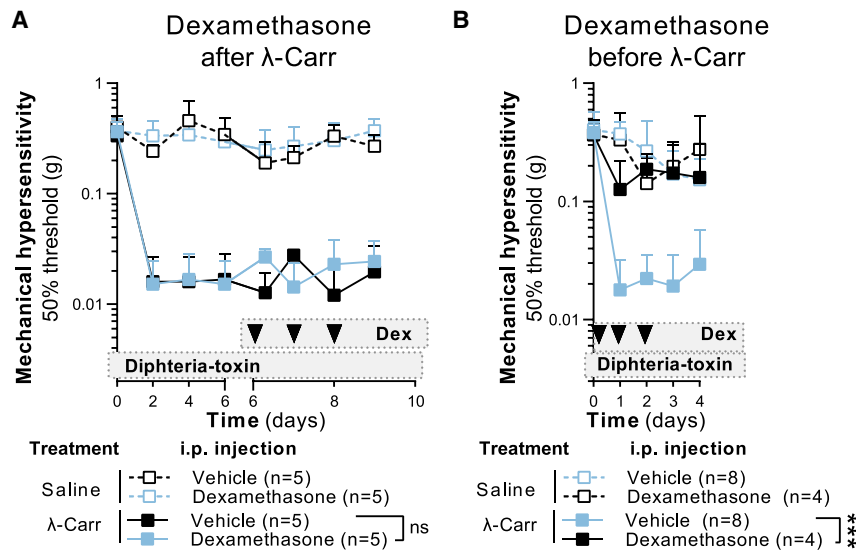 A
Dexamethasone
after λ-Carr
Mechanical hypersensitivity
50% threshold (g)
1
0.1
0.01
Dex
Diphteria-toxin
0 2 4 6 6 8 10
Time (days)
Treatment i.p. injection
Saline
Vehicle (n=5)
Dexamethasone (n=5)
λ-Carr
Vehicle (n=5)
Dexamethasone (n=5)
ns
B
Dexamethasone
before λ-Carr
Mechanical hypersensitivity
50% threshold (g)
1
0.1
0.01
Dex
Diphteria-toxin
0 1 2 3 4
Time (days)
Treatment i.p. injection
Saline
Vehicle (n=8)
Dexamethasone (n=4)
λ-Carr
Vehicle (n=8)
Dexamethasone (n=4)
***